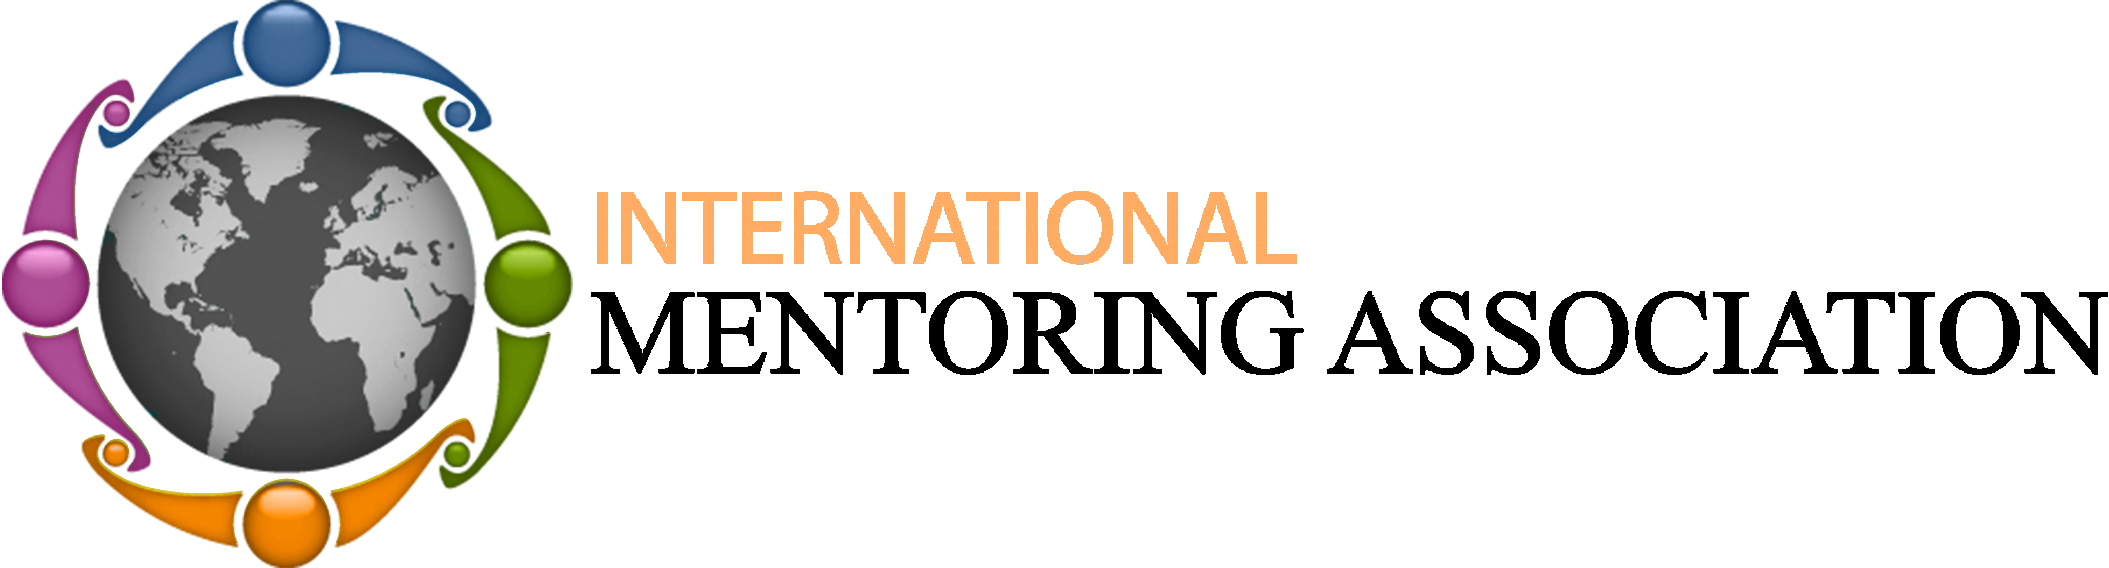 INTERNATIONAL
MENTORING ASSOCIATION